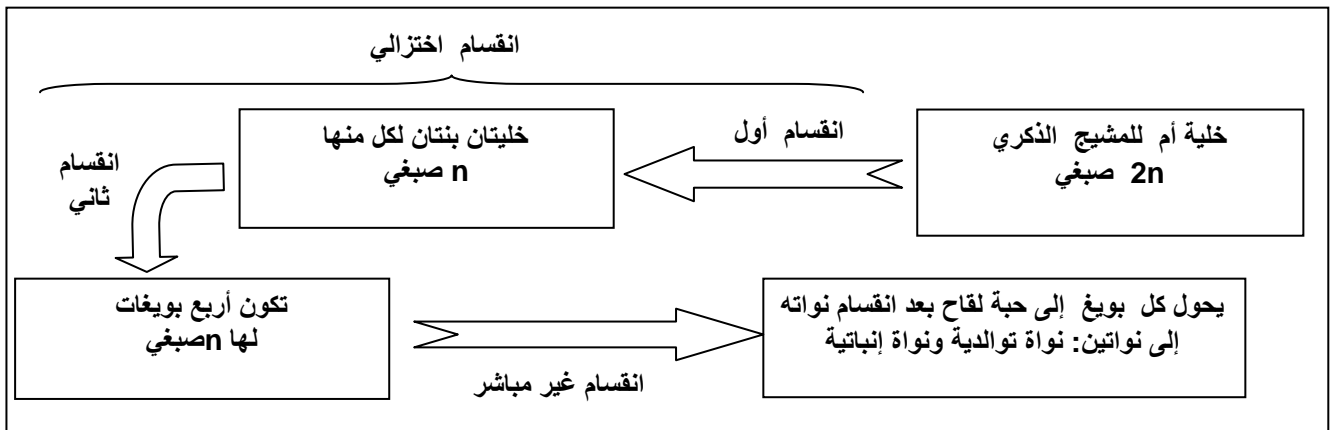 انقسام اختزالي
خلية أم للمشيج الذكري
2n صبغي
انقسام أول
خليتان بنتان لكل منها
n صبغي
انقسام
ثاني
تكون أربع بويغات
لها nصبغي
انقسام غير مباشر
يحول كل بويغ إلى حبة لقاح بعد انقسام نواته
إلى نواتين: نواة توالدية ونواة إنباتية